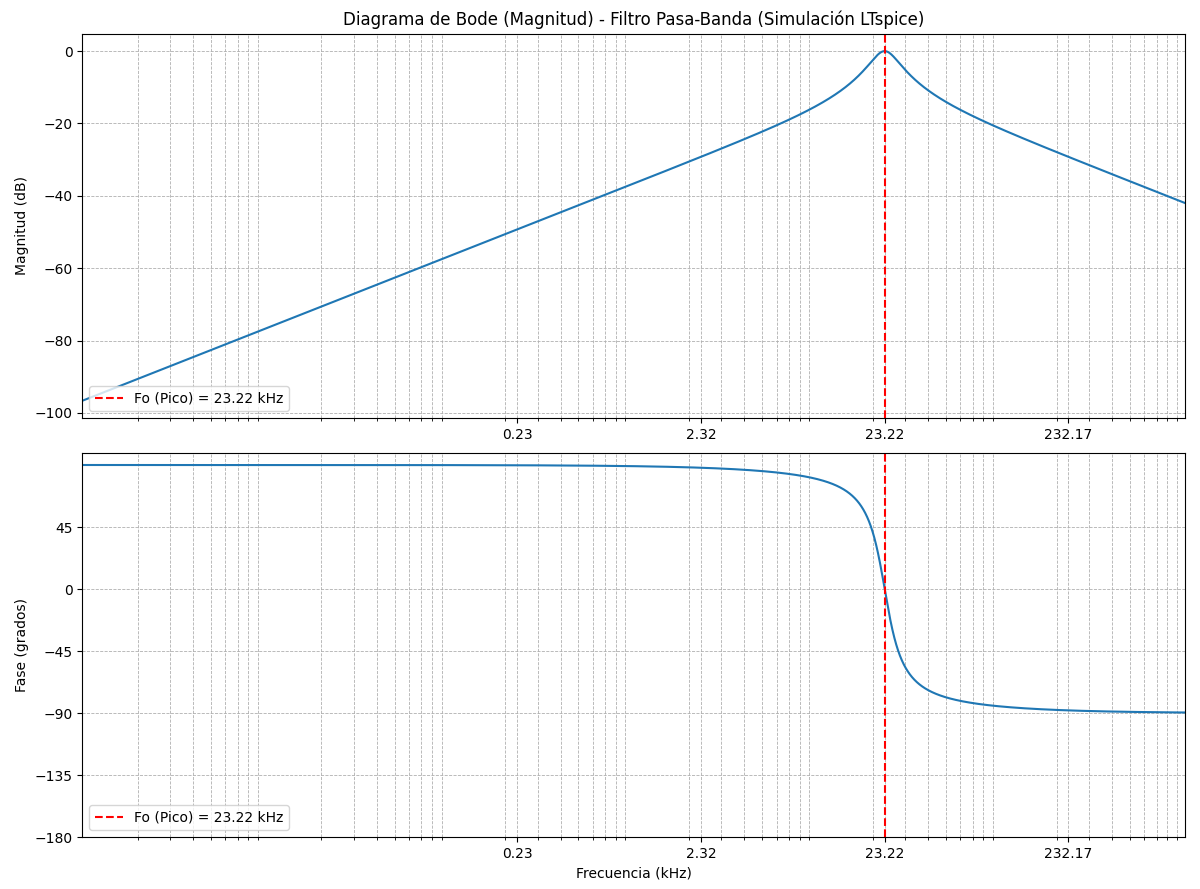 Diagrama de Bode (Magnitud) - Filtro Pasa-Banda (Simulación LTspice)
Magnitud (dB)
0
−20
−40
−60
−80
−100
Fo (Pico) = 23.22 kHz
0.23 2.32 23.22 232.17
Fase (grados)
45
0
−45
−90
−135
−180
Fo (Pico) = 23.22 kHz
0.23 2.32 23.22 232.17
Frecuencia (kHz)